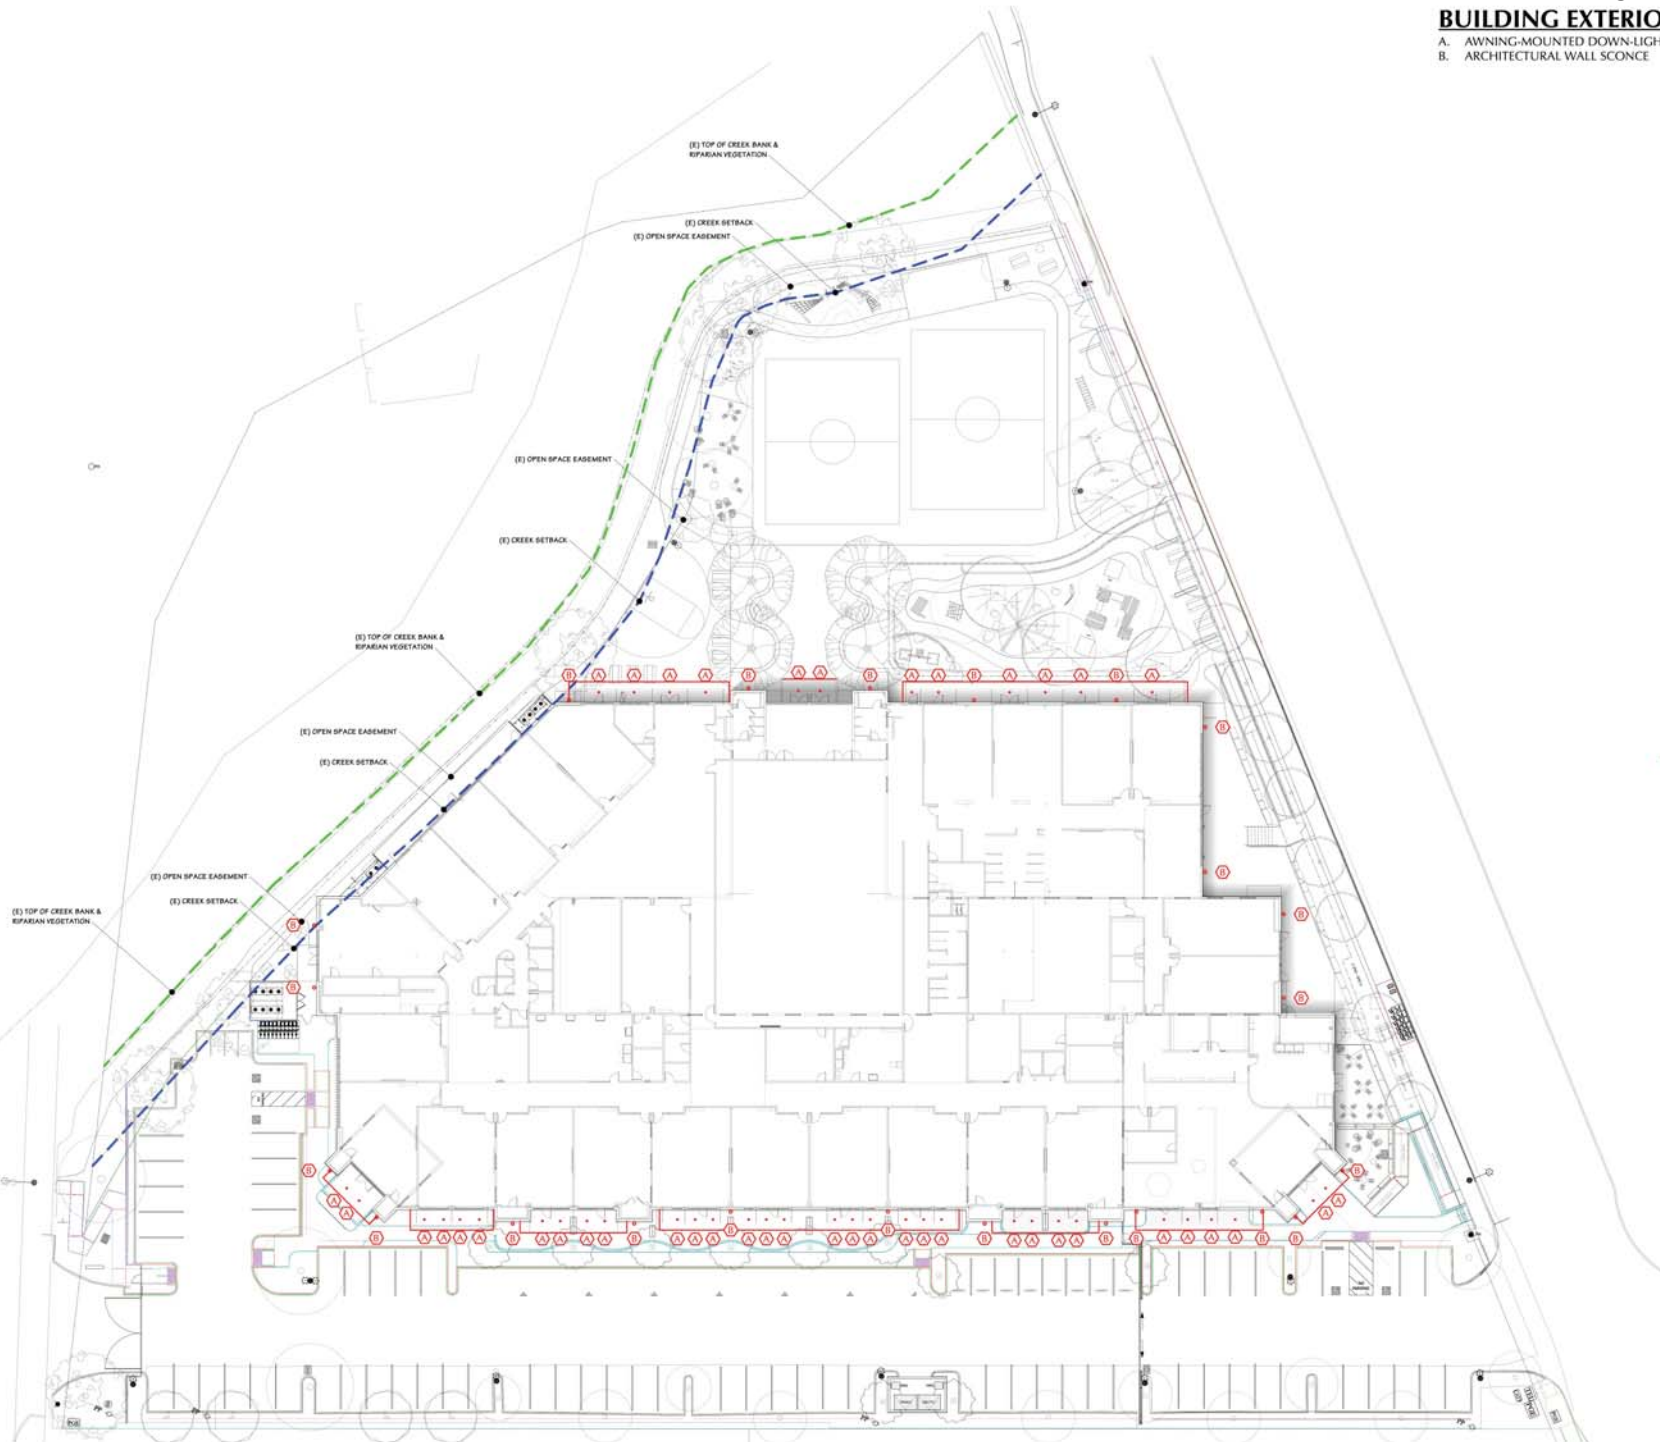 BUILDING EXTERIO
A. AWNING-MOUNTED DOWN-LIGH
B. ARCHITECTURAL WALL SCONCE
(E) TOP OF CREEK BANK &
RIPARIAN VEGETATION
(E) CREEK SETBACK
(E) OPEN SPACE EASEMENT
(E) OPEN SPACE EASEMENT
(E) CREEK SETBACK
(E) TOP OF CREEK BANK &
RIPARIAN VEGETATION
(E) OPEN SPACE EASEMENT
(E) CREEK SETBACK
(E) OPEN SPACE EASEMENT
(E) CREEK SETBACK
(E) TOP OF CREEK BANK &
RIPARIAN VEGETATION
B A A A A B A A B A A B A A A B A
B
B
B
B
B
B
B B
A A
A A
B A A A A B A A A A B A A A B A A A A B A A A B A A A A B B A A A A B B